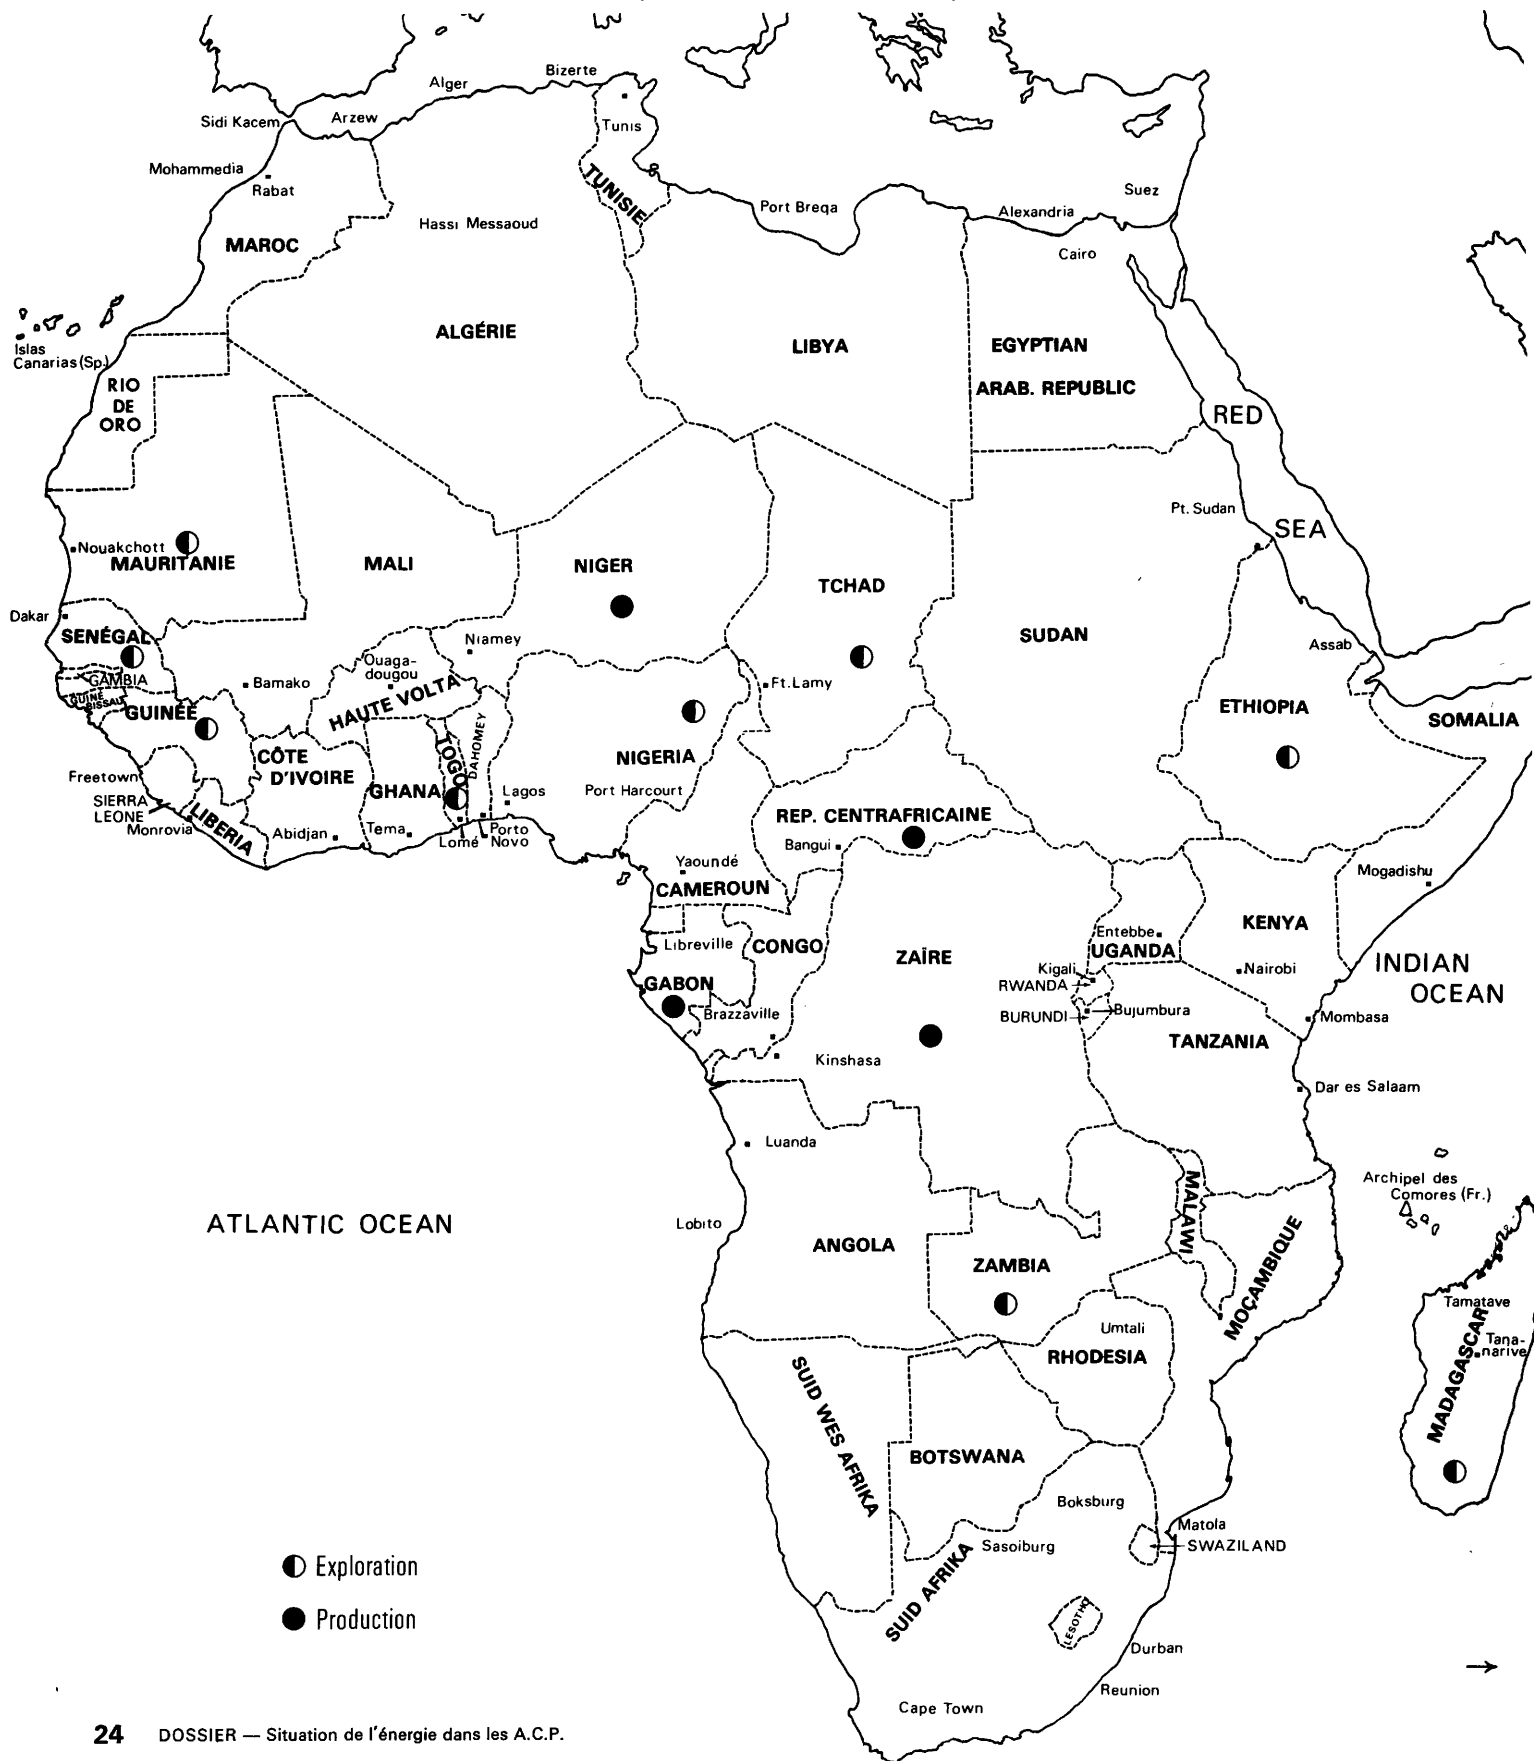 Bizerte
Alger
Sidi Kacem
Arzew
Tunis
Mohammedia
Rabat
TUNISIE
Suez
Port Breqa
Alexandria
Hassi Messaoud
MAROC
Cairo
ALGÉRIE
LIBYA
EGYPTIAN
ARAB. REPUBLIC
Islas
Canarias (Sp.)
RIO
DE
ORO
RED
SEA
Pt. Sudan
Nouakchott
MAURITANIE
MALI
NIGER
TCHAD
SUDAN
Dakar
SENÉGAL
Niamey
Assab
GAMBIA
Bamako
Ouaga-
dougou
Ft. Lamy
GUINÉ
BISSAU
GUINÉE
HAUTE VOLTA
ETHIOPIA
SOMALIA
CÔTE
D'IVOIRE
GHANA
TOGO
DAHOMEY
NIGERIA
Freetown
SIERRA
LEONE
Monrovia
LIBERIA
Abidjan
Tema
Lomé
Porto
Novo
Lagos
Port Harcourt
REP. CENTRAFRICAINE
Bangui
Yaoundé
CAMEROUN
Mogadishu
Libreville
CONGO
ZAÏRE
Entebbe
UGANDA
KENYA
GABON
Kigali
RWANDA
Nairobi
INDIAN
OCEAN
Brazzaville
BURUNDI
Bujumbura
Mombasa
Kinshasa
TANZANIA
Dar es Salaam
Luanda
Archipel des
Comores (Fr.)
MALAWI
ATLANTIC OCEAN
Lobito
ANGOLA
ZAMBIA
MOÇAMBIQUE
Tamatave
Umtali
Tana-
narive
RHODESIA
MADAGASCAR
SUID WES AFRIKA
BOTSWANA
Boksburg
Matola
Sasoiburg
SWAZILAND
SUID AFRIKA
LESOTHO
Exploration
Production
Durban
Reunion
Cape Town
24 DOSSIER — Situation de l'énergie dans les A.C.P.